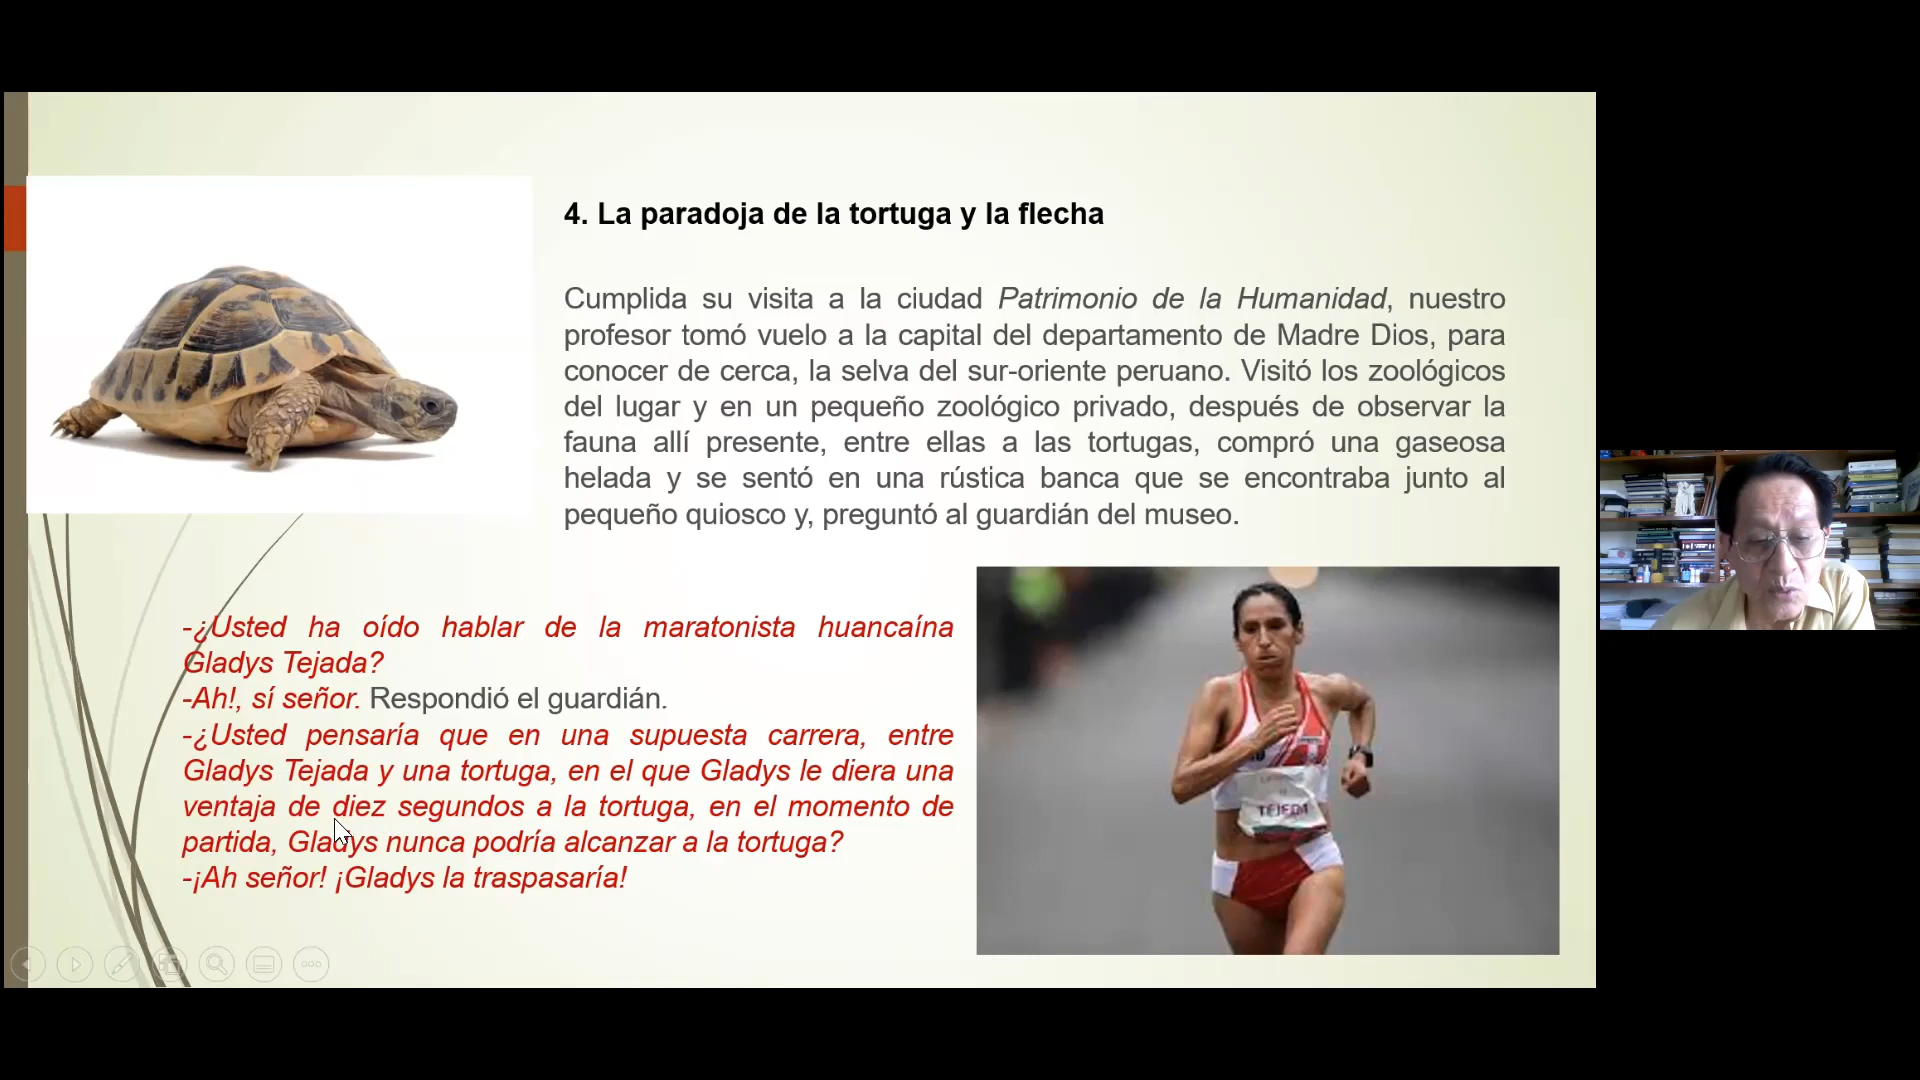 4. La paradoja de la tortuga y la flecha
Cumplida su visita a la ciudad Patrimonio de la Humanidad, nuestro
profesor tomó vuelo a la capital del departamento de Madre Dios, para
conocer de cerca, la selva del sur-oriente peruano. Visitó los zoológicos
del lugar y en un pequeño zoológico privado, después de observar la
fauna allí presente, entre ellas a las tortugas, compró una gaseosa
helada y se sentó en una rústica banca que se encontraba junto al
pequeño quiosco y, preguntó al guardián del museo.
-¿Usted ha oído hablar de la maratonista huancaína
Gladys Tejada?
-Ah!, sí señor. Respondió el guardián.
-¿Usted pensaría que en una supuesta carrera, entre
Gladys Tejada y una tortuga, en el que Gladys le diera una
ventaja de diez segundos a la tortuga, en el momento de
partida, Gladys nunca podría alcanzar a la tortuga?
-¡Ah señor! ¡Gladys la traspasaría!
TEJEDA